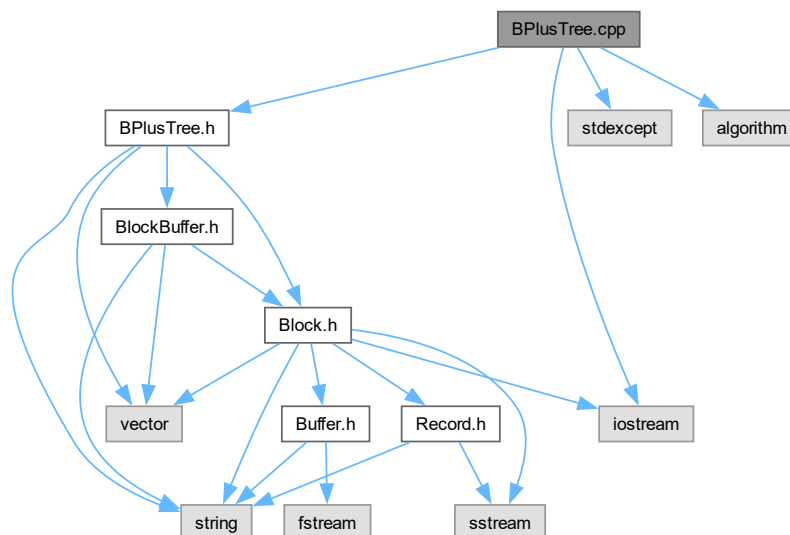 BPlusTree.cpp
BPlusTree.h
stdexcept
algorithm
BlockBuffer.h
Block.h
vector
Buffer.h
Record.h
iostream
string
fstream
sstream